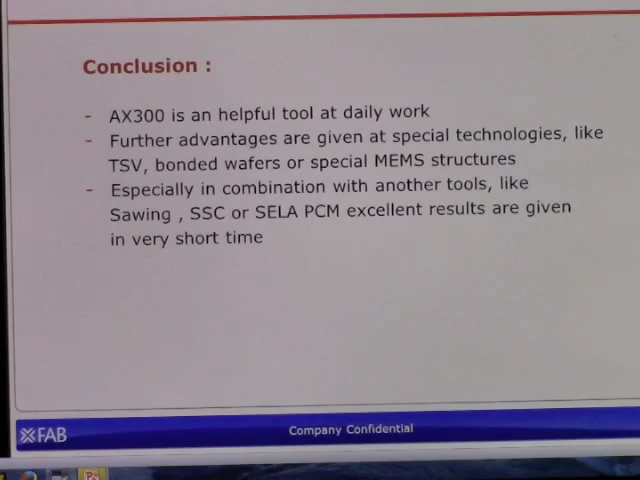 Conclusion :
- AX300 is an helpful tool at daily work
- Further advantages are given at special technologies, like
TSV, bonded wafers or special MEMS structures
- Especially in combination with another tools, like
Sawing , SSC or SELA PCM excellent results are given
in very short time
XFAB
Company Confidential